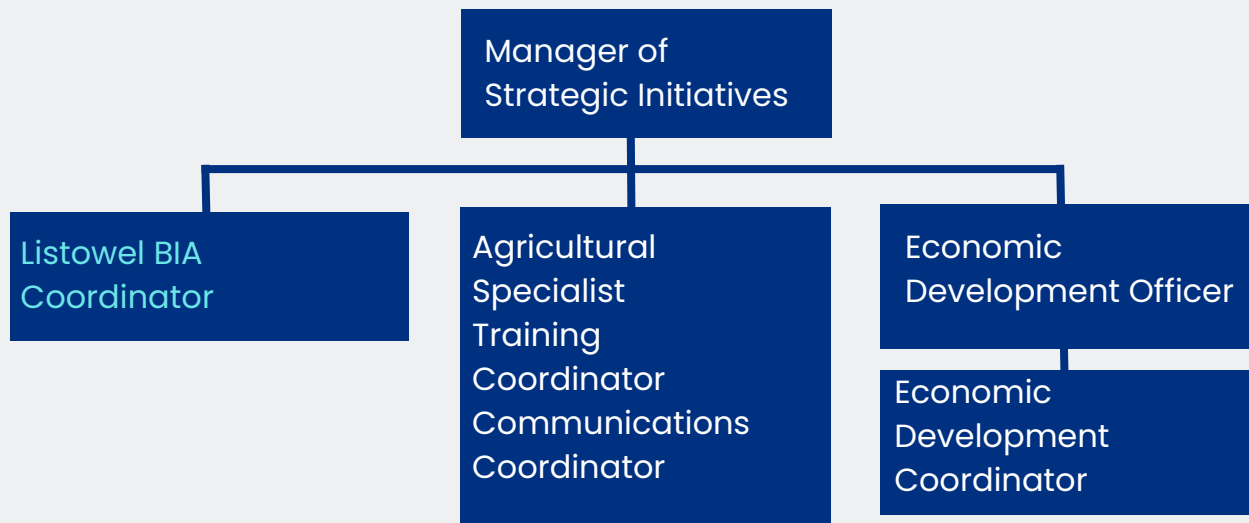 Manager of
Strategic Initiatives
Listowel BIA
Coordinator
Agricultural
Specialist
Training
Coordinator
Communications
Coordinator
Economic
Development Officer
Economic
Development
Coordinator